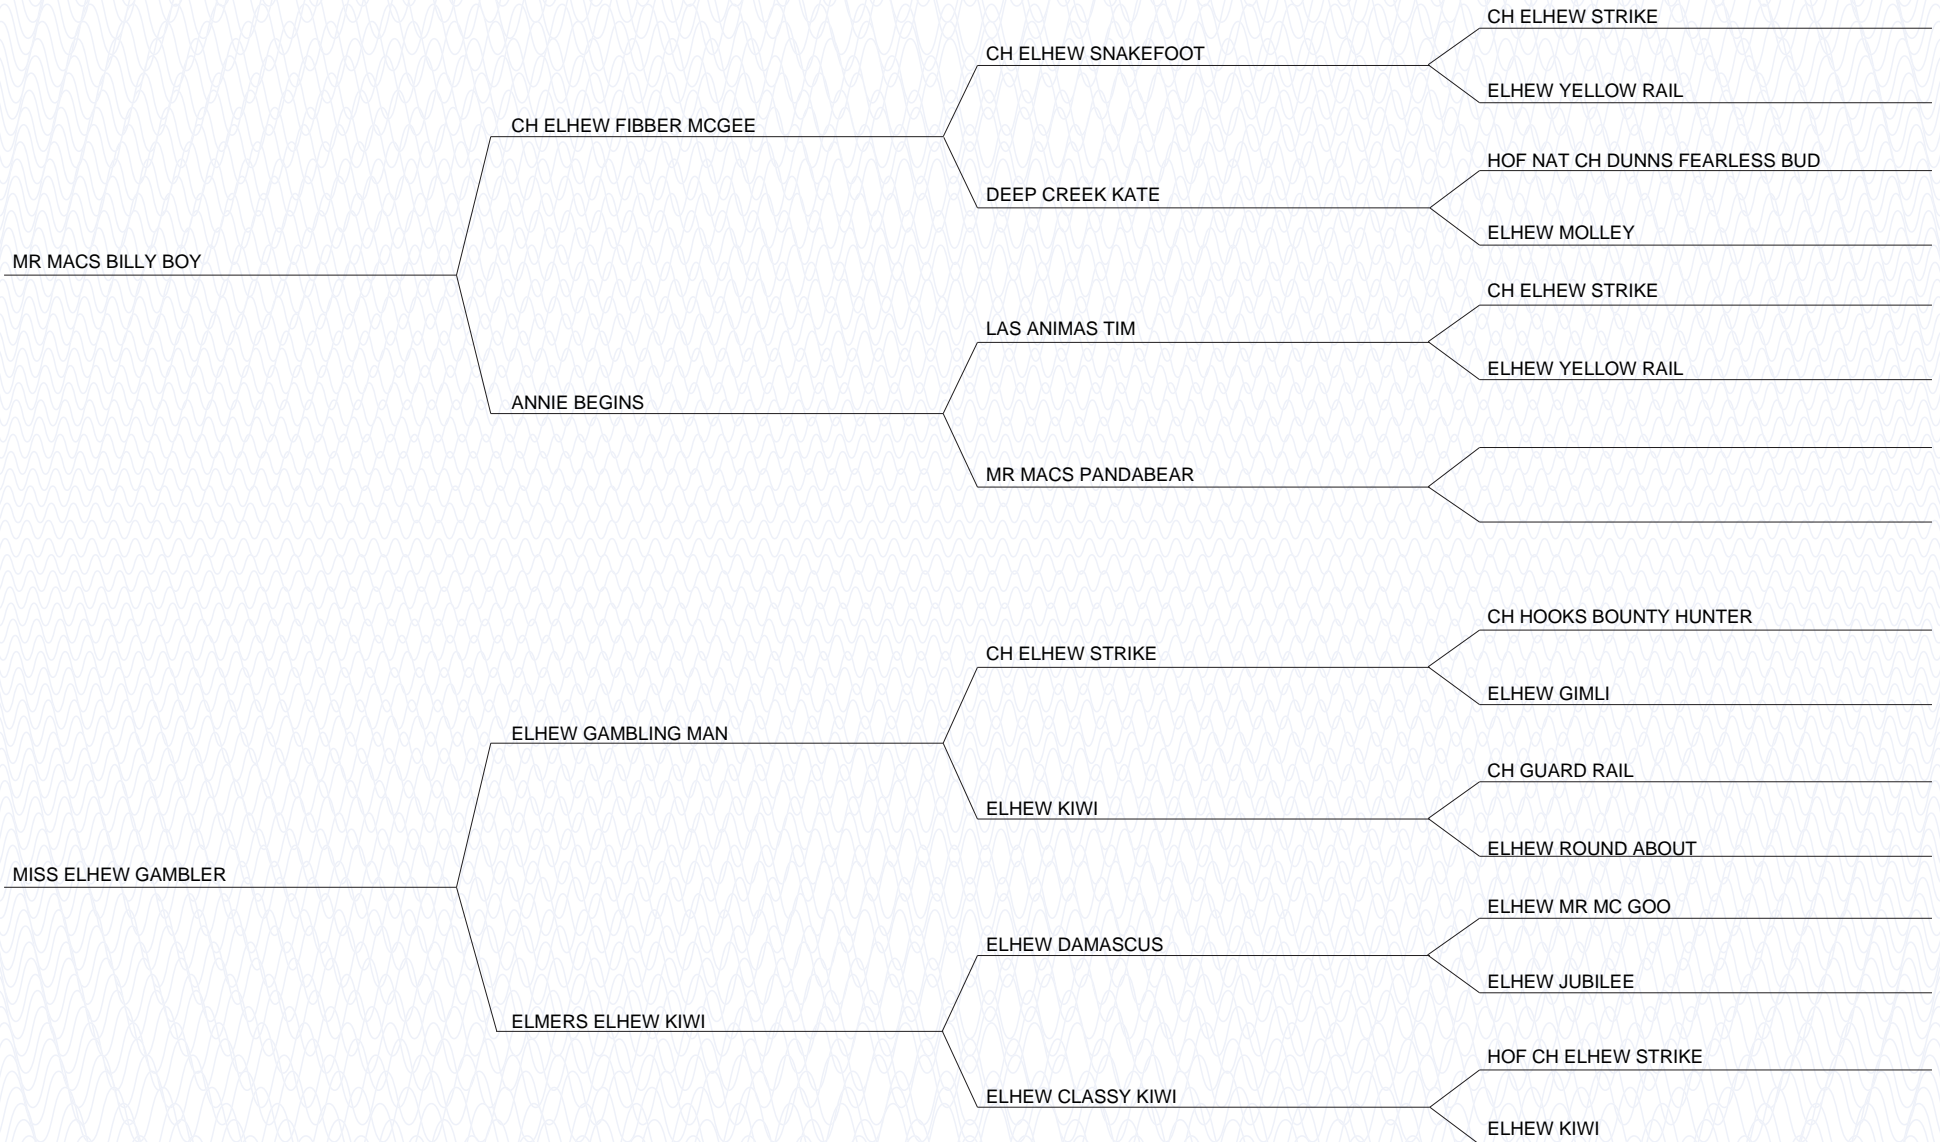 CH ELHEW STRIKE
CH ELHEW SNAKEFOOT
ELHEW YELLOW RAIL
CH ELHEW FIBBER MCGEE
HOF NAT CH DUNNS FEARLESS BUD
DEEP CREEK KATE
ELHEW MOLLEY
MR MACS BILLY BOY
CH ELHEW STRIKE
LAS ANIMAS TIM
ELHEW YELLOW RAIL
ANNIE BEGINS
MR MACS PANDABEAR
CH HOOKS BOUNTY HUNTER
CH ELHEW STRIKE
ELHEW GIMLI
ELHEW GAMBLING MAN
CH GUARD RAIL
ELHEW KIWI
ELHEW ROUND ABOUT
MISS ELHEW GAMBLER
ELHEW MR MC GOO
ELHEW DAMASCUS
ELHEW JUBILEE
ELMERS ELHEW KIWI
HOF CH ELHEW STRIKE
ELHEW CLASSY KIWI
ELHEW KIWI